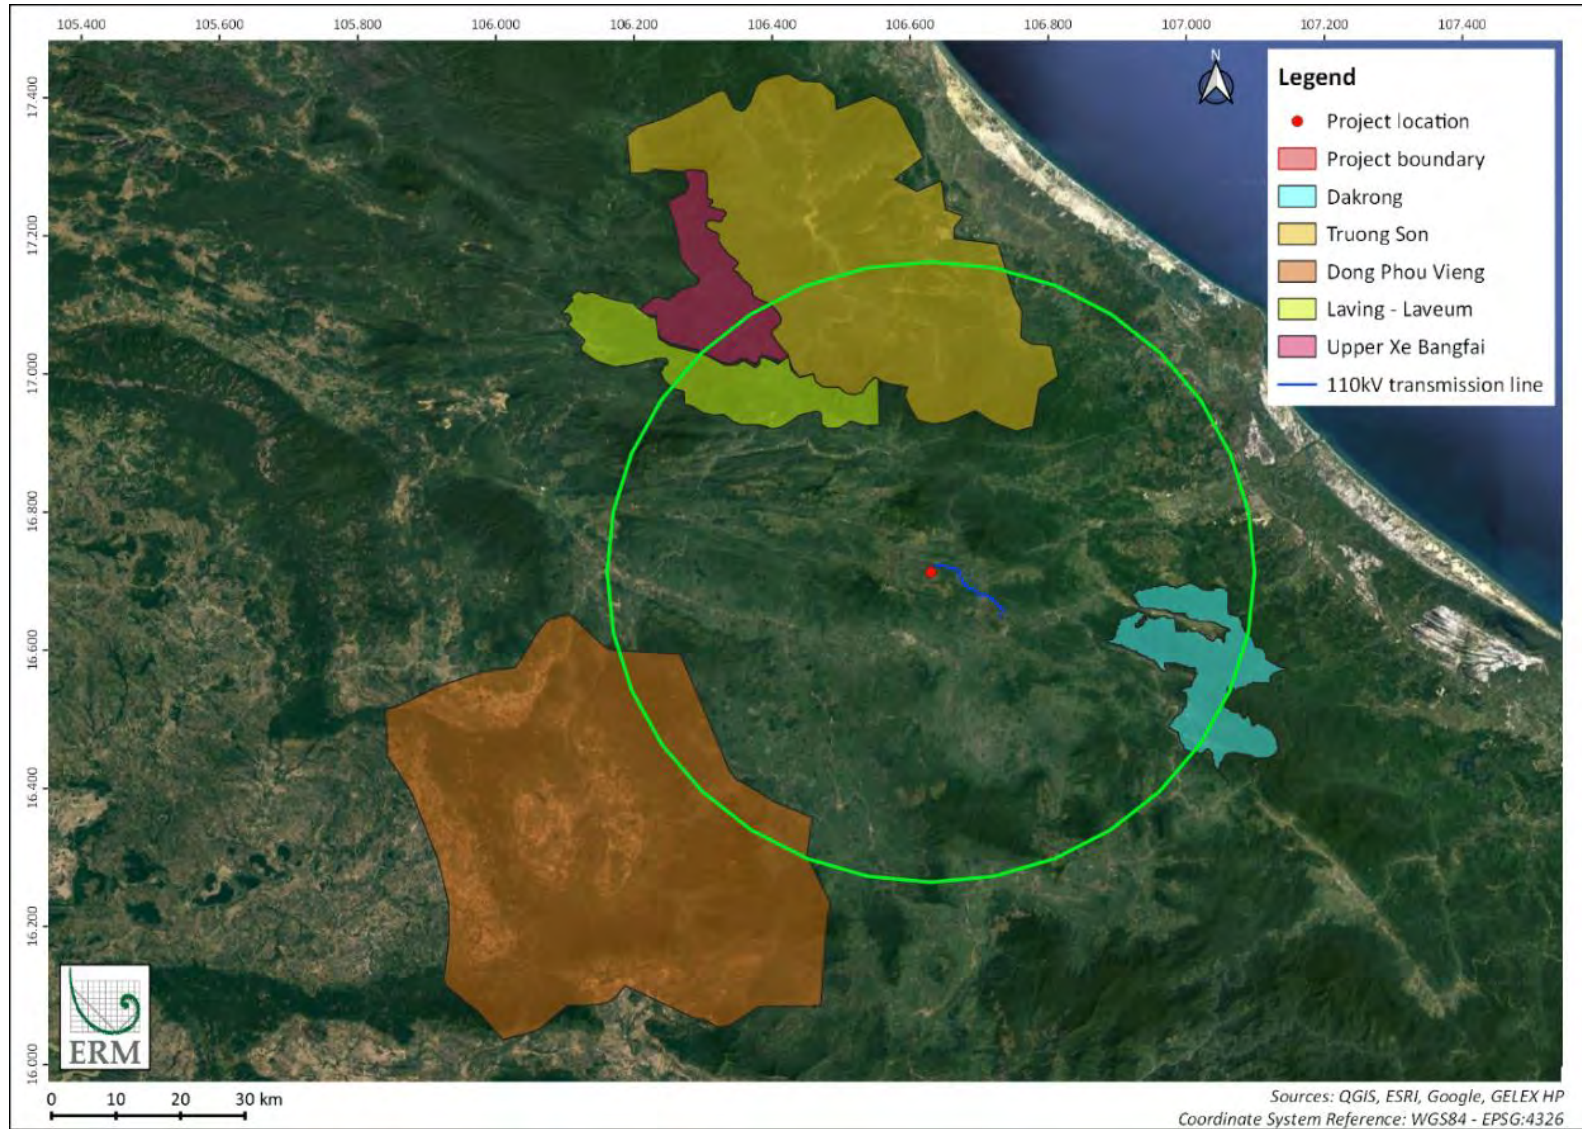 105.400 105.600 105.800 106.000 106.200 106.400 106.600 106.800 107.000 107.200 107.400
17.400
17.200
17.000
16.800
16.600
16.400
16.200
16.000
N
Legend
Project location
Project boundary
Dakrong
Truong Son
Dong Phou Vieng
Laving - Laveum
Upper Xe Bangfai
110kV transmission line
ERM
0 10 20 30 km
Sources: QGIS, ESRI, Google, GELEX HP
Coordinate System Reference: WGS84 - EPSG:4326